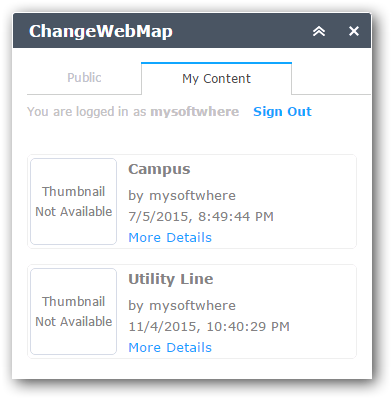 ChangeWebMap
Public My Content
You are logged in as mysoftwhere Sign Out
Thumbnail
Not Available
Campus
by mysoftwhere
7/5/2015, 8:49:44 PM
More Details
Thumbnail
Not Available
Utility Line
by mysoftwhere
11/4/2015, 10:40:29 PM
More Details